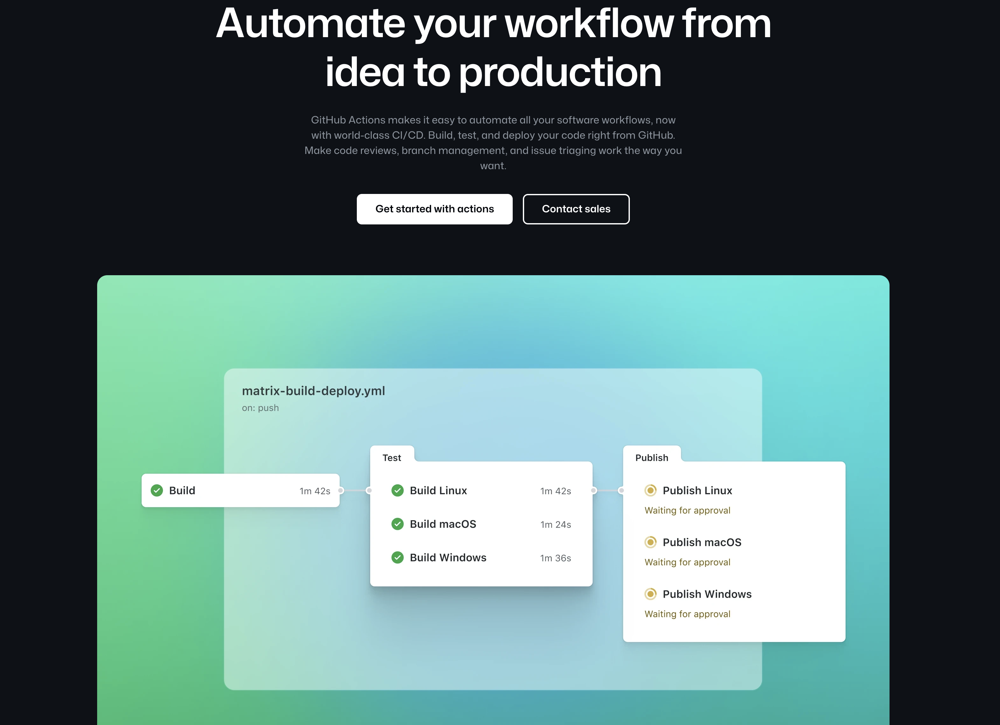 Automate your workflow from
idea to production
GitHub Actions makes it easy to automate all your software workflows, now
with world-class CI/CD. Build, test, and deploy your code right from GitHub.
Make code reviews, branch management, and issue triaging work the way you
want.
Get started with actions
Contact sales
matrix-build-deploy.yml
on: push
Build 1m 42s
Test
Build Linux 1m 42s
Build macOS 1m 24s
Build Windows 1m 36s
Publish
Publish Linux
Waiting for approval
Publish macOS
Waiting for approval
Publish Windows
Waiting for approval